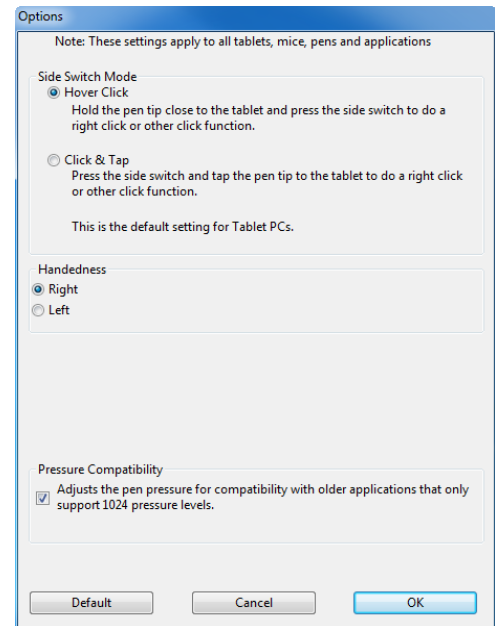 Options
Note: These settings apply to all tablets, mice, pens and applications
Side Switch Mode
Hover Click
Hold the pen tip close to the tablet and press the side switch to do a
right click or other click function.
Click & Tap
Press the side switch and tap the pen tip to the tablet to do a right click
or other click function.
This is the default setting for Tablet PCs.
Handedness
Right
Left
Pressure Compatibility
Adjusts the pen pressure for compatibility with older applications that only
support 1024 pressure levels.
Default
Cancel
OK